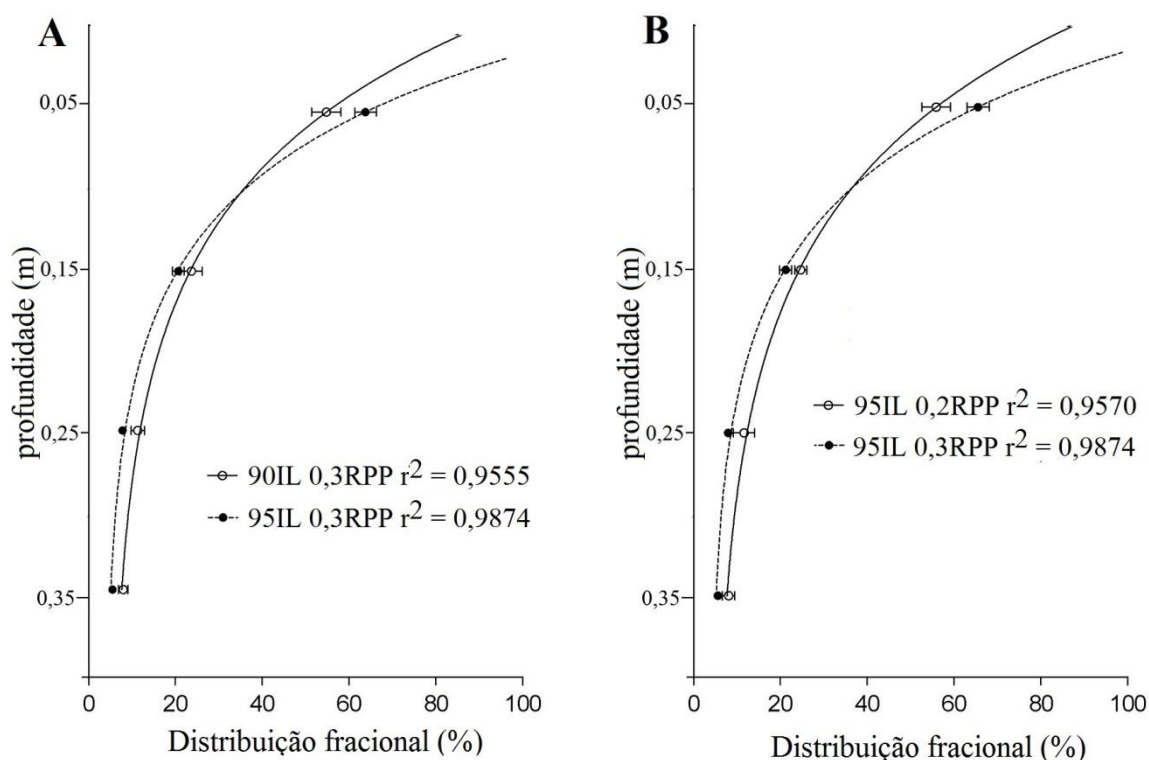 A
profundidade (m)
0,05
0,15
0,25
0,35
90IL 0,3RPP r² = 0,9555
95IL 0,3RPP r² = 0,9874
0 20 40 60 80 100
Distribuição fracional (%)
B
profundidade (m)
0,05
0,15
0,25
0,35
95IL 0,2RPP r² = 0,9570
95IL 0,3RPP r² = 0,9874
0 20 40 60 80 100
Distribuição fracional (%)